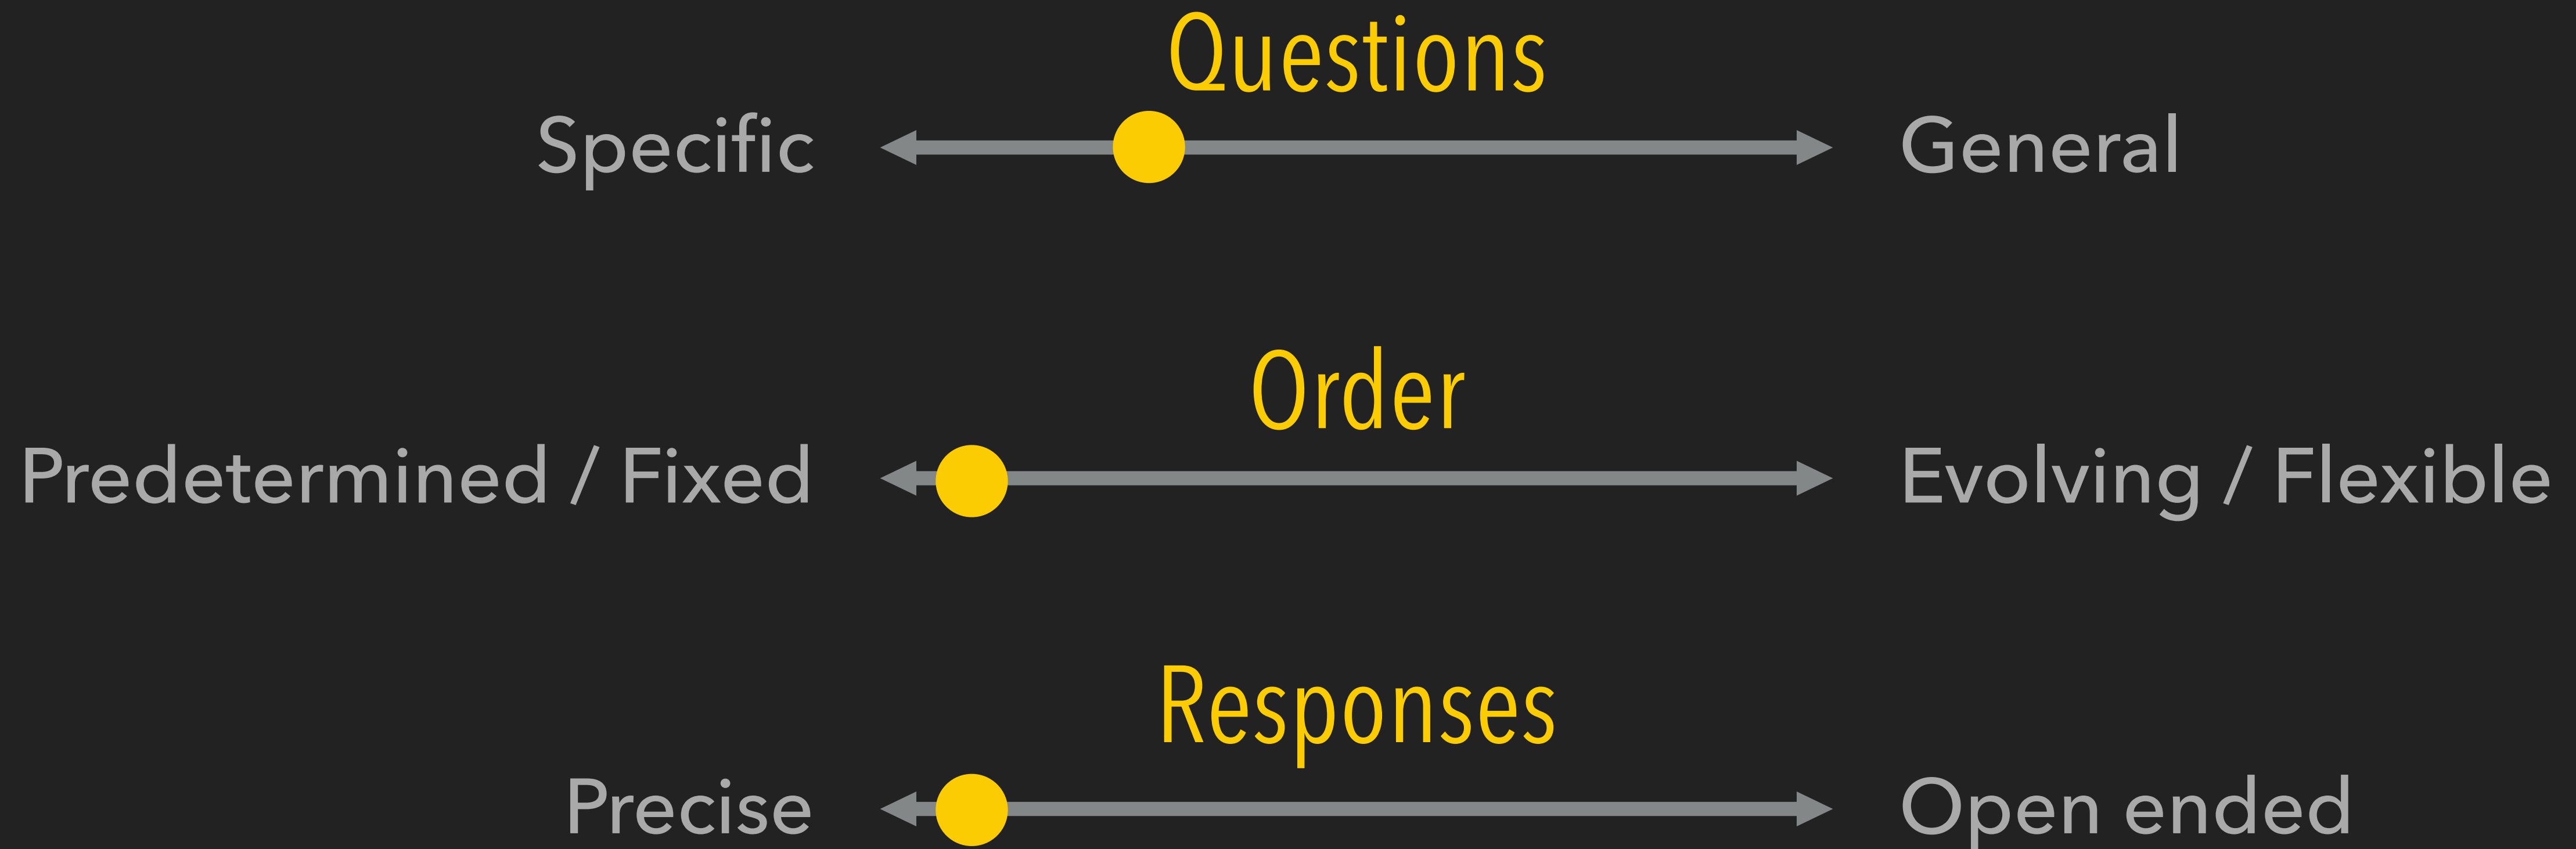 Questions
Specific General
Order
Predetermined / Fixed Evolving / Flexible
Responses
Precise Open ended